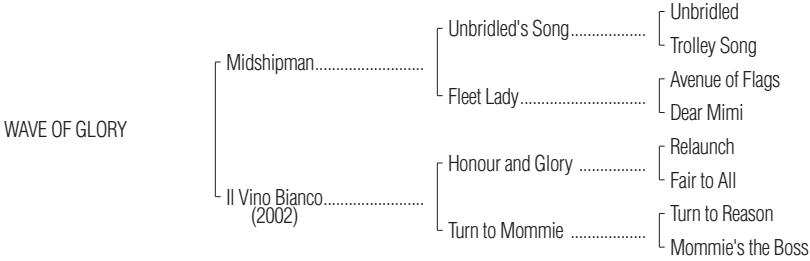 Unbridled
Unbridled's Song..................
Trolley Song
Midshipman..........................
Avenue of Flags
Fleet Lady..............................
Dear Mimi
WAVE OF GLORY
Relaunch
Honour and Glory ................
Fair to All
Il Vino Bianco........................
(2002)
Turn to Reason
Turn to Mommie ..................
Mommie's the Boss